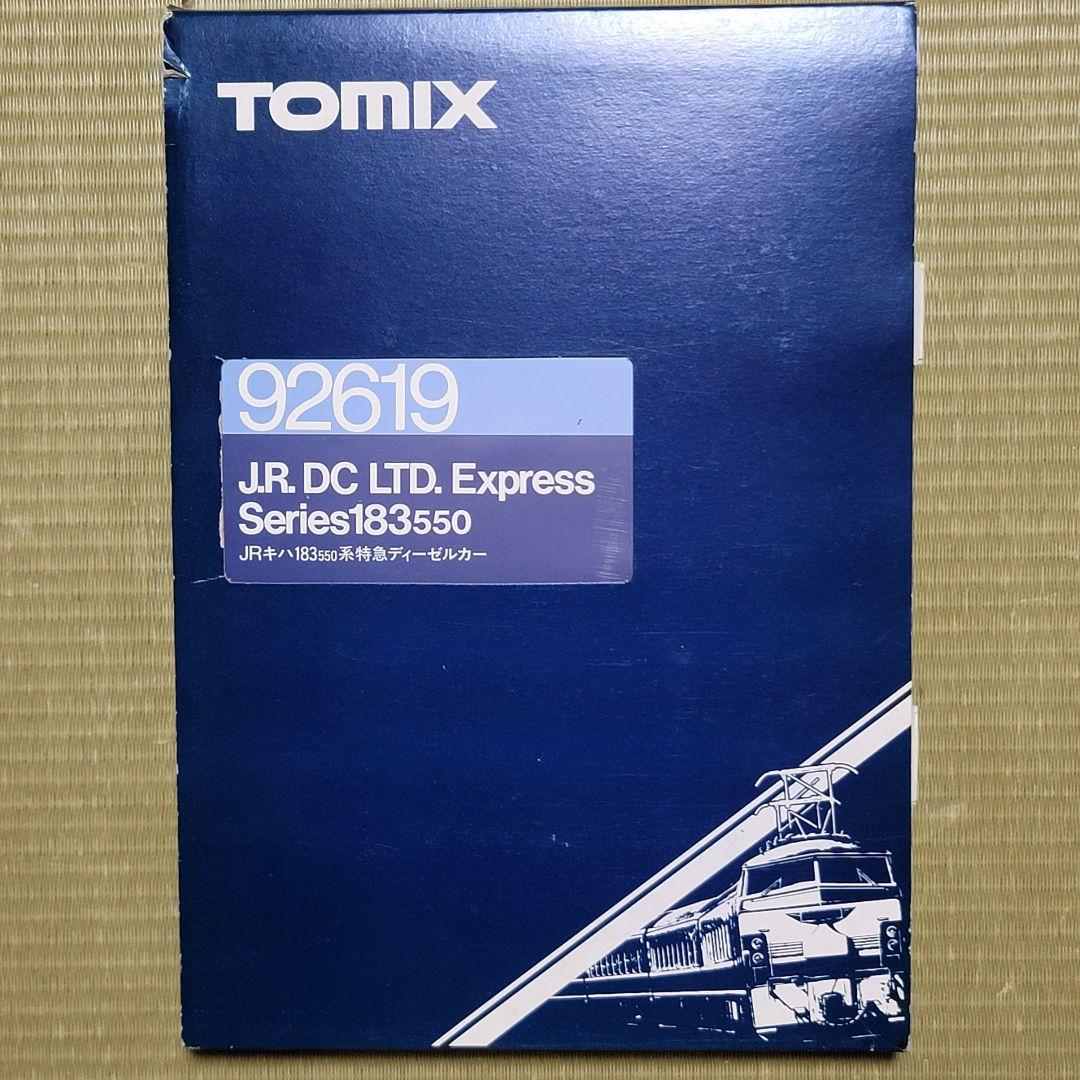 TOMIX
92619
J.R. DC LTD. Express
Series183550
JRキハ183550系特急ディーゼルカー